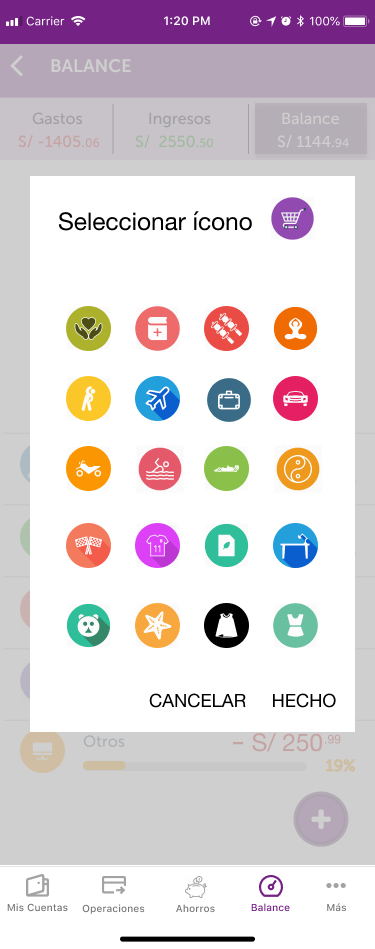 Carrier 1:20 PM 100%
BALANCE
Gastos Ingresos Balance
S/ -1405.06 S/ 2550.50 S/ 1144.94
Seleccionar ícono
11
CANCELAR HECHO
Otros - S/ 250.99
19%
Mis Cuentas Operaciones Ahorros Balance Más